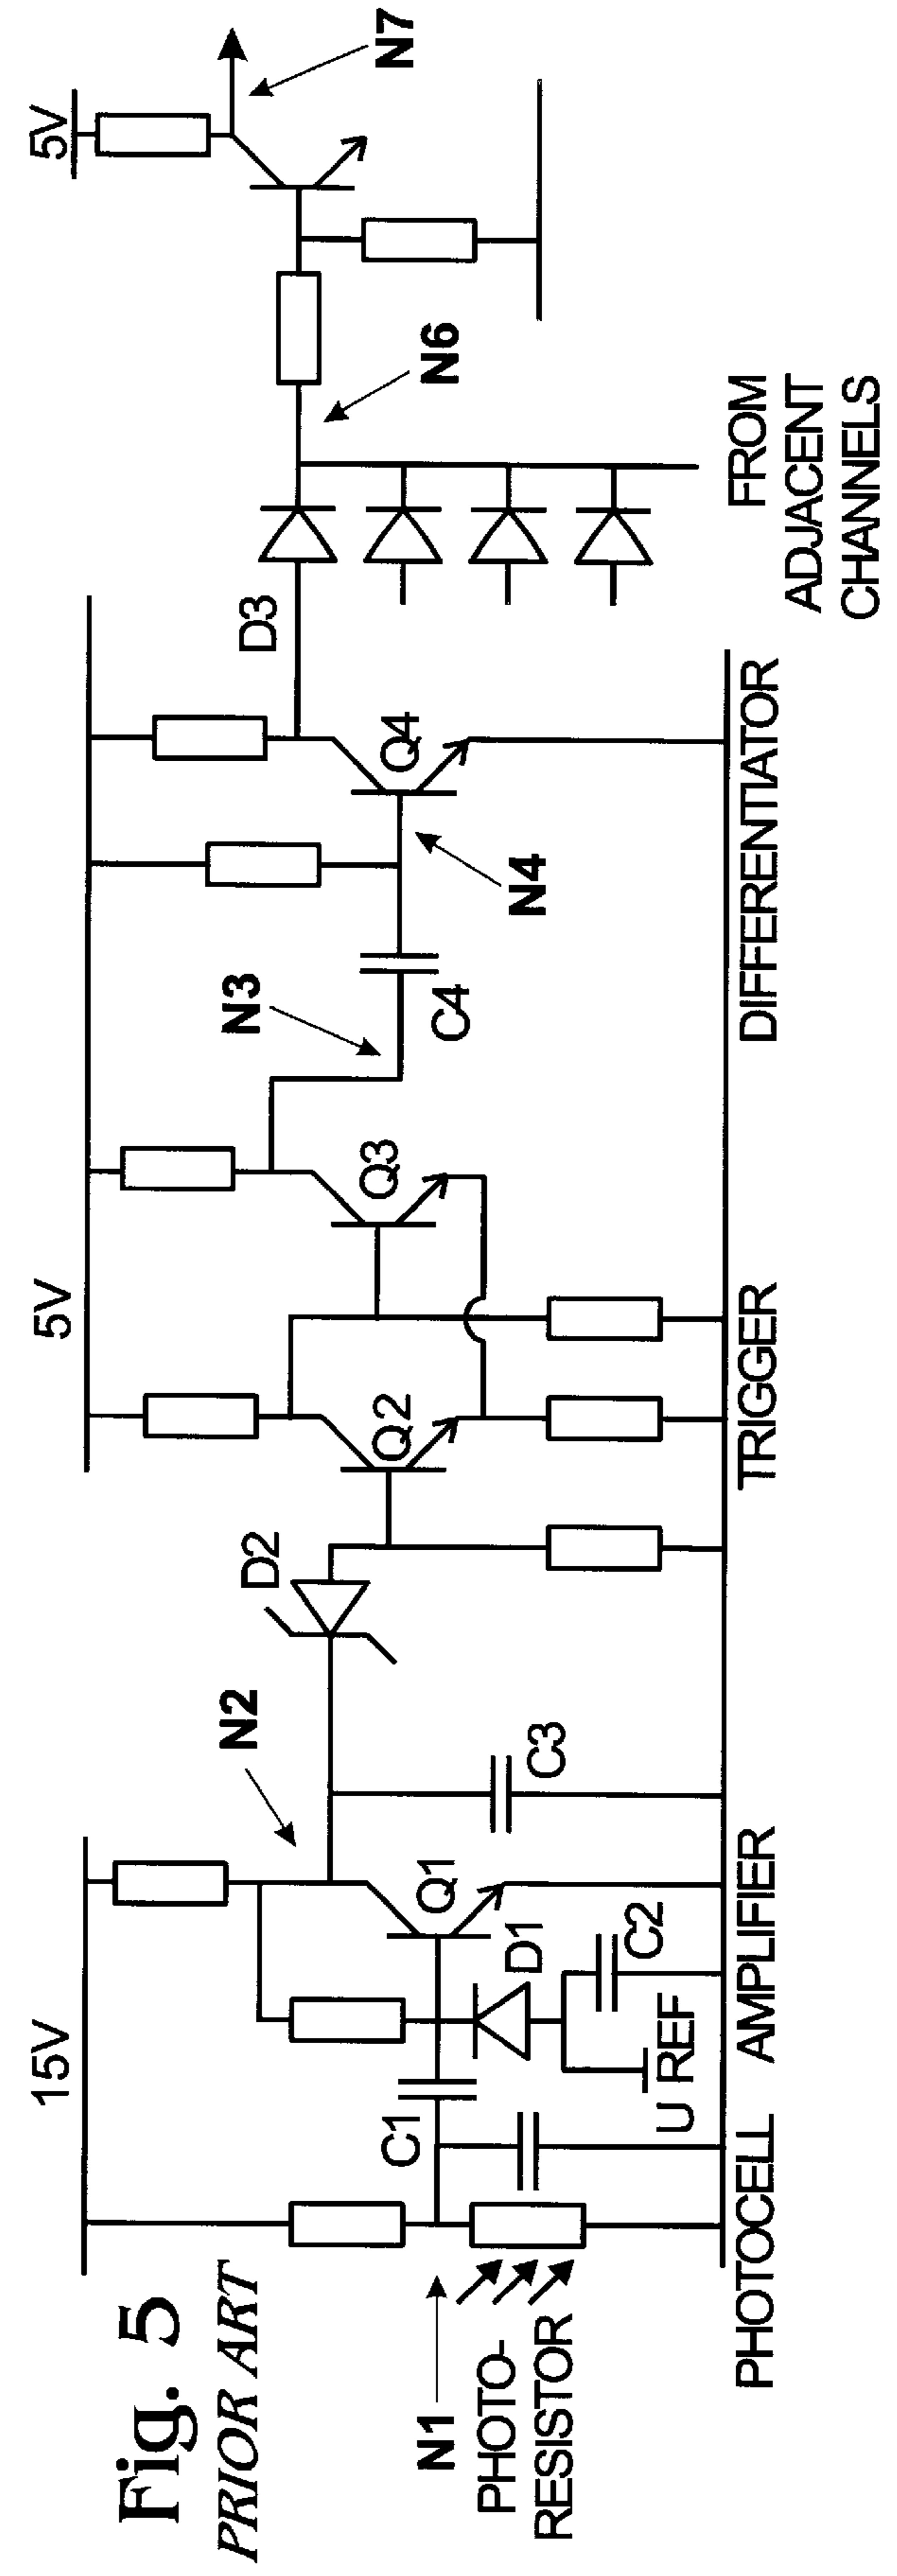 Fig. 5
PRIOR ART
15V
5V
5V
N1
PHOTO-
RESISTOR
C1
U REF
D1
C2
Q1
N2
C3
D2
Q2
Q3
N3
C4
N4
Q4
D3
N6
N7
FROM
ADJACENT
CHANNELS
PHOTOCELL
AMPLIFIER
TRIGGER
DIFFERENTIATOR